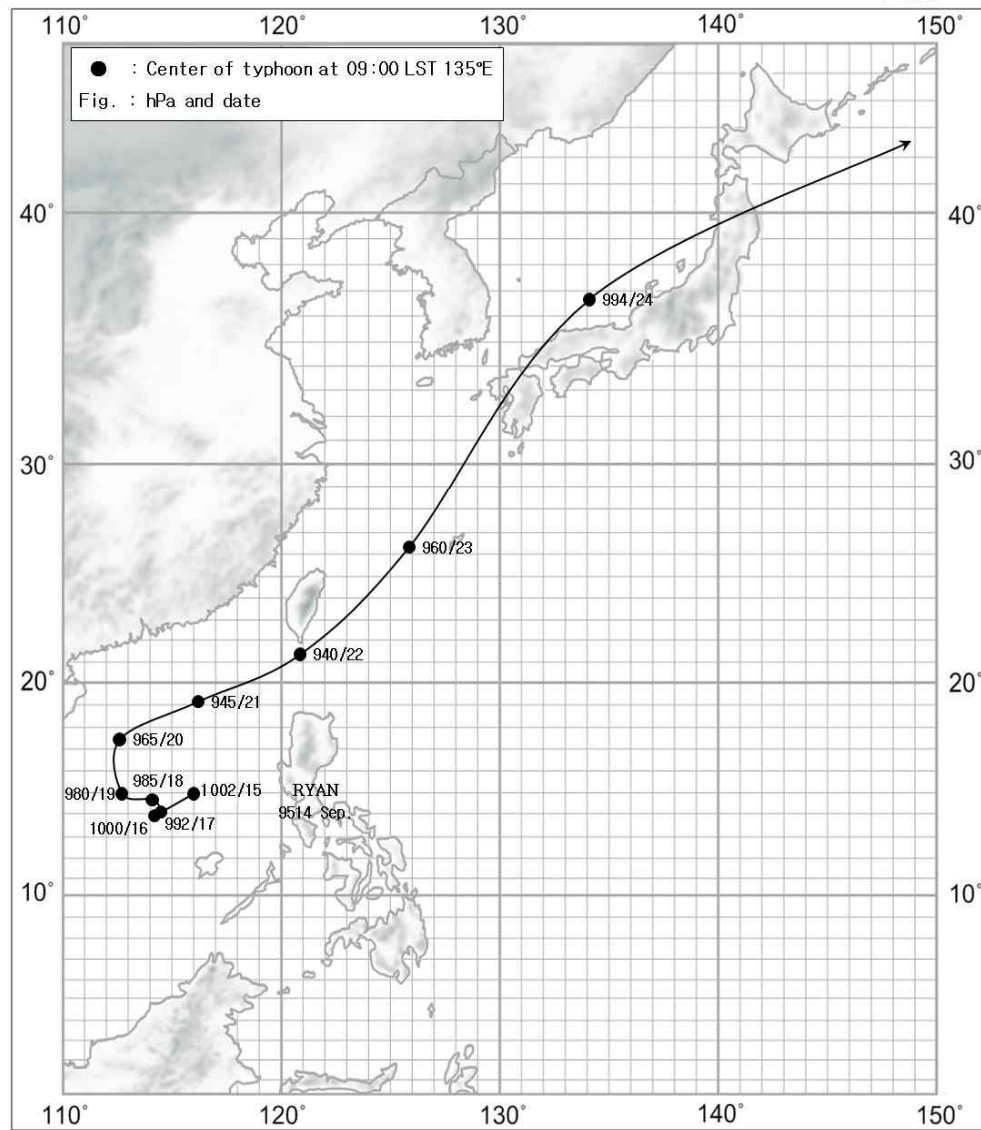 110° 120° 130° 140° 150°
● : Center of typhoon at 09:00 LST 135°E
Fig. : hPa and date
40° 40°
994/24
30° 30°
960/23
940/22
20° 20°
945/21
965/20
985/18
980/19 1002/15 RYAN
9514 Sep.
1000/16 992/17
10° 10°
110° 120° 130° 140° 150°